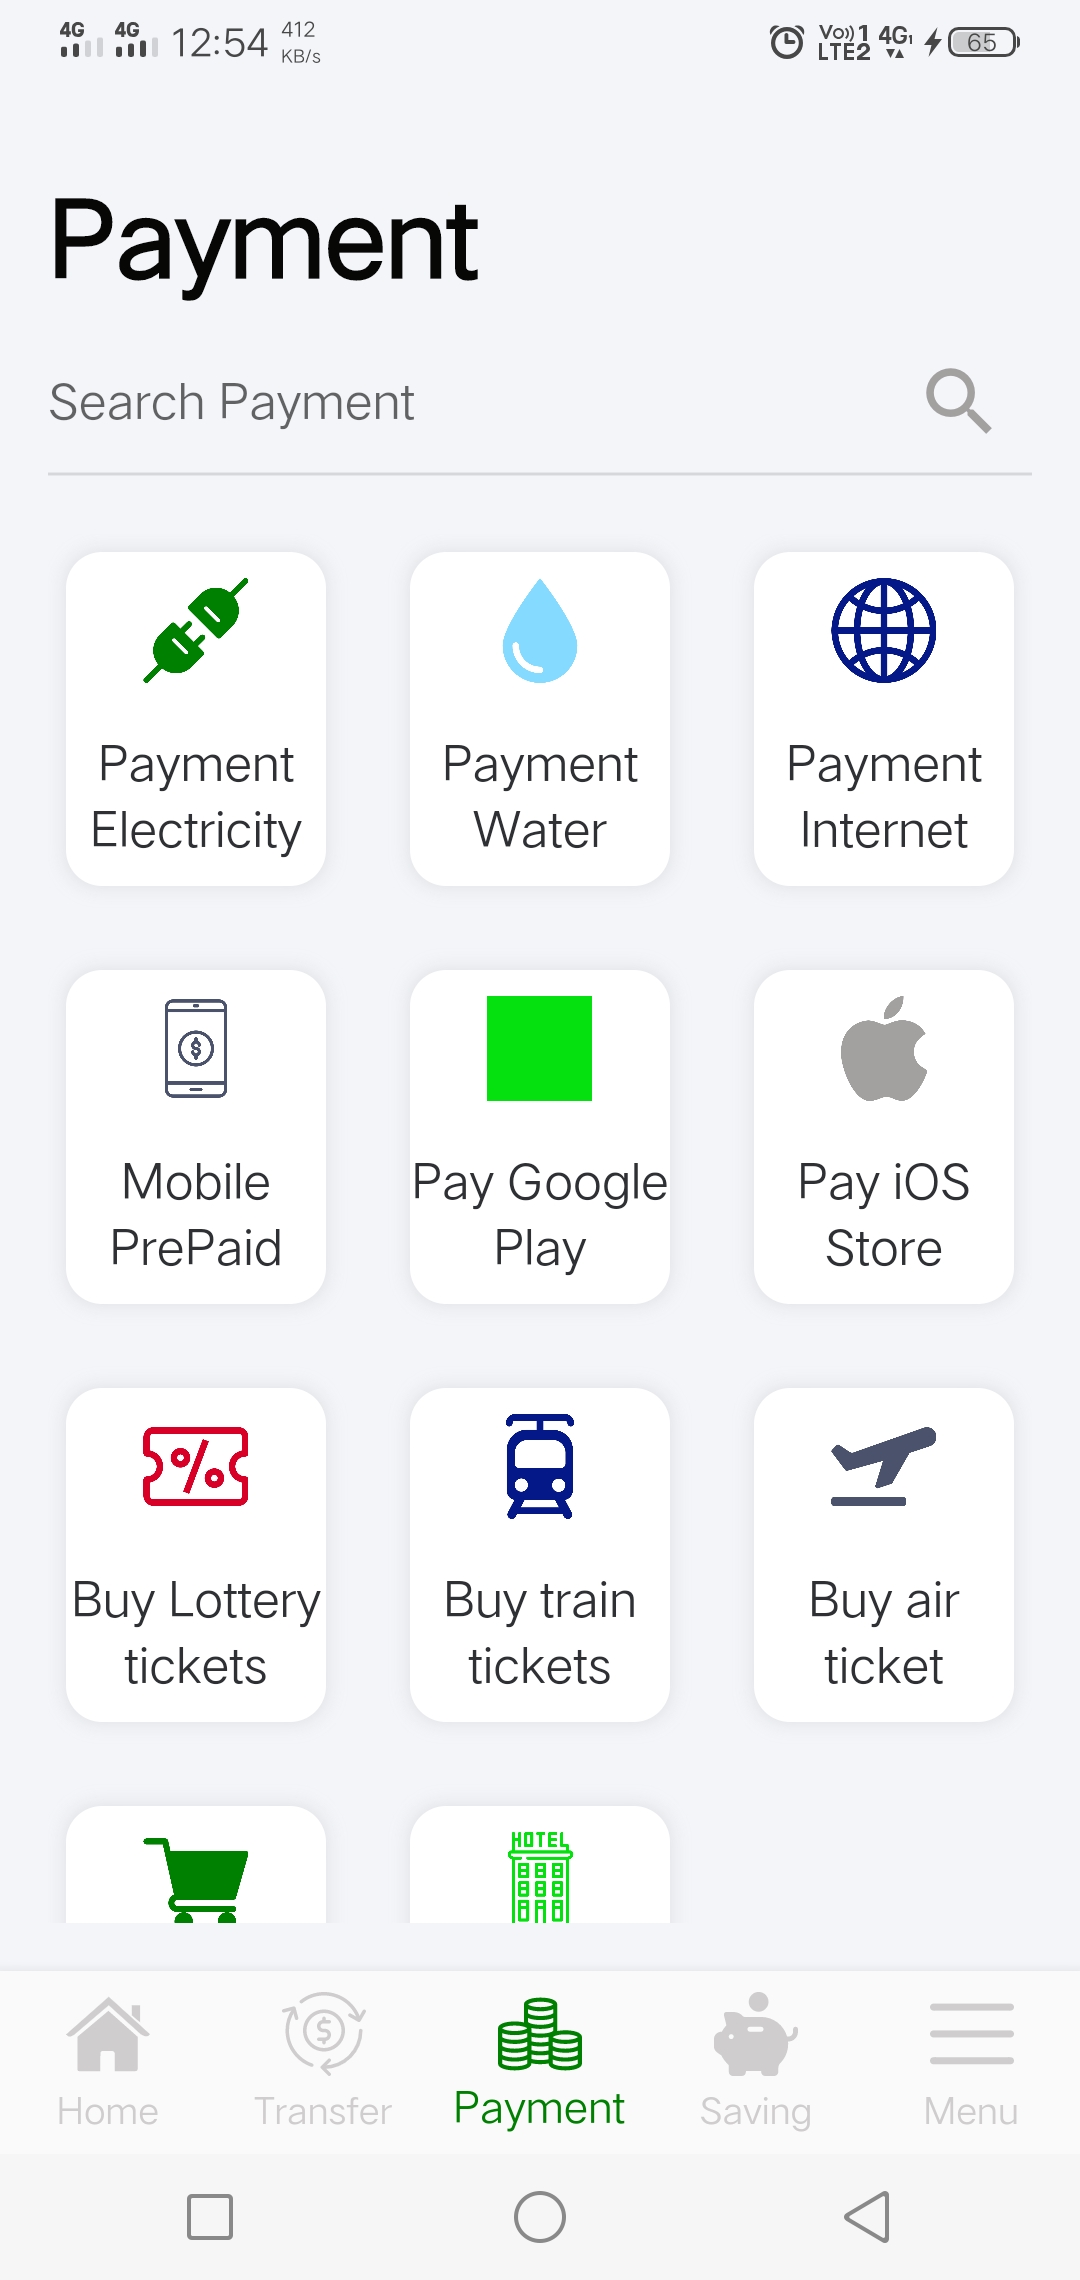 4G 4G 12:54 412 KB/s Vo))1 LTE2 4G1 65
Payment
Search Payment
Payment Electricity
Payment Water
Payment Internet
Mobile PrePaid
Pay Google Play
Pay iOS Store
Buy Lottery tickets
Buy train tickets
Buy air ticket
HOTEL
Home Transfer Payment Saving Menu